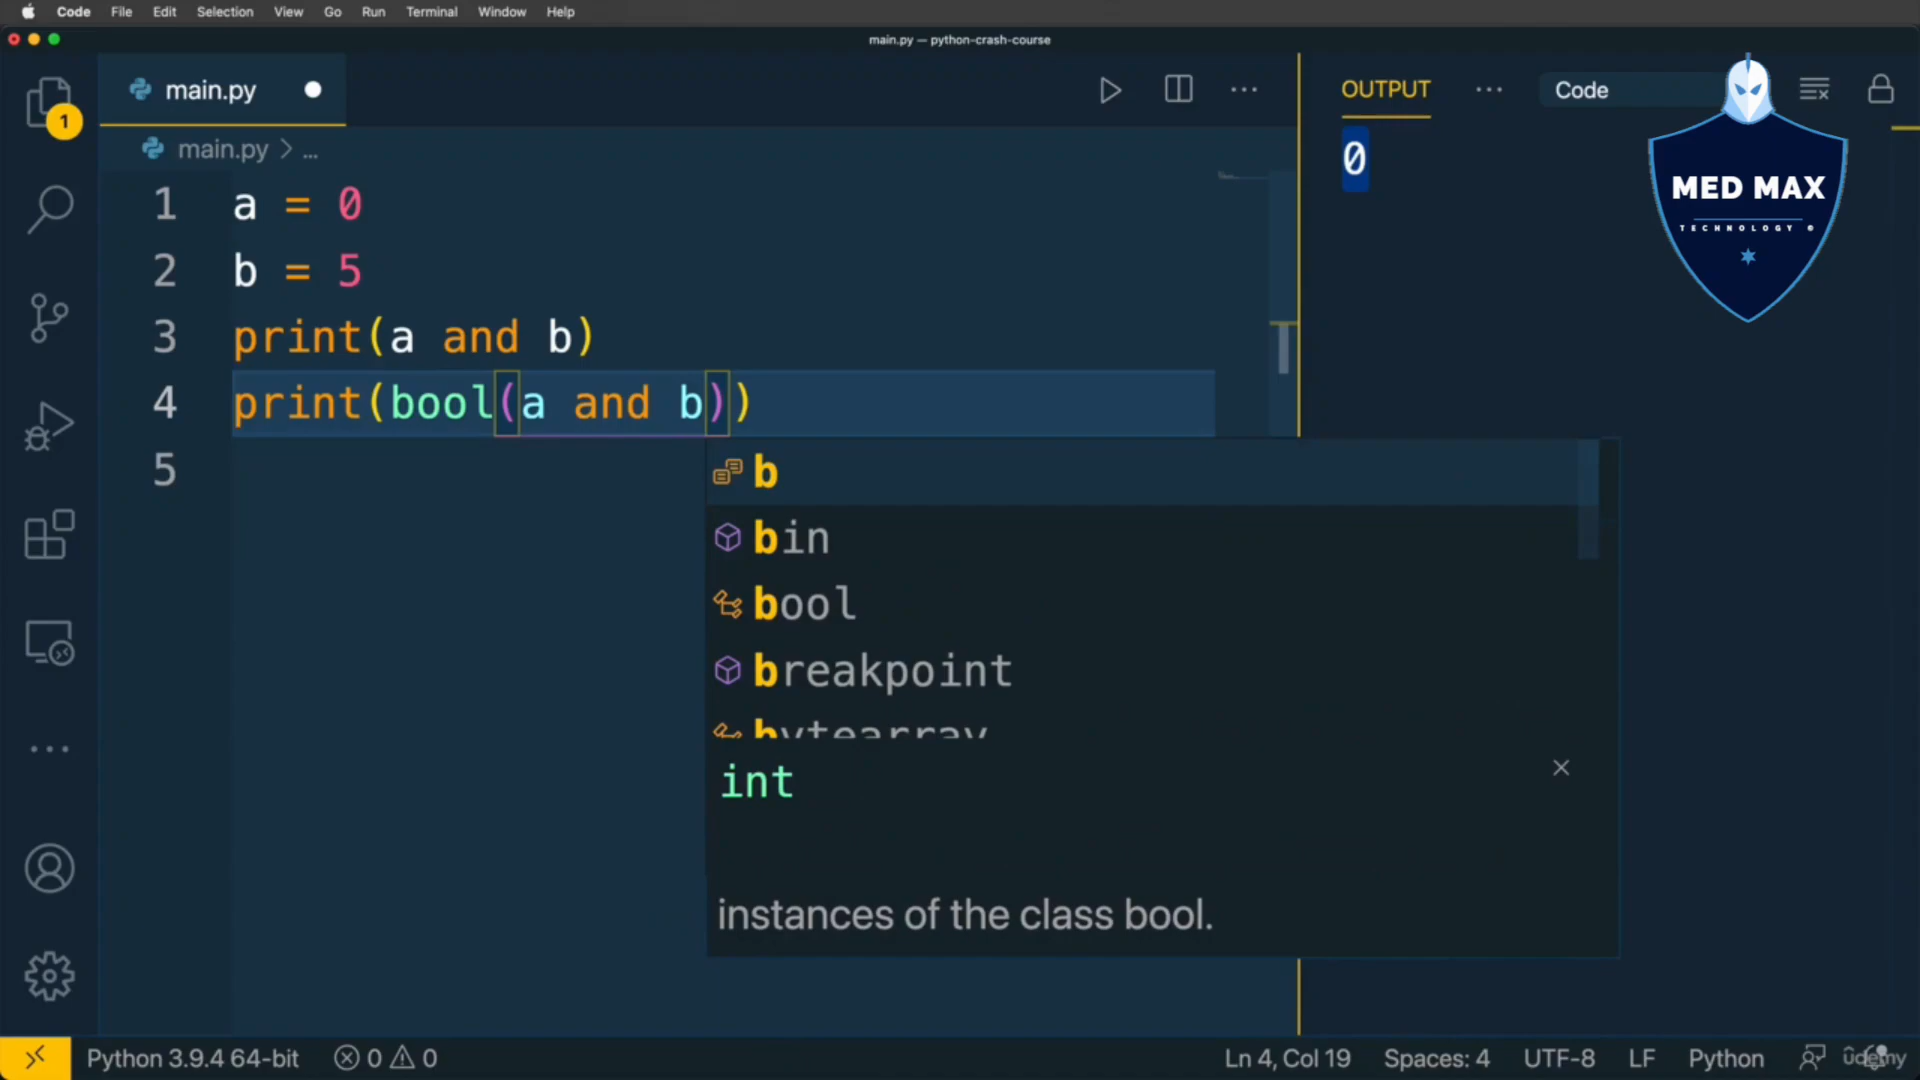 Code File Edit Selection View Go Run Terminal Window Help
main.py — python-crash-course
main.py
OUTPUT ... Code
1
main.py > ...
0
1 a = 0
2 b = 5
3 print(a and b)
4 print(bool(a and b))
5
b
bin
bool
breakpoint
bytearray
int
instances of the class bool.
MED MAX
TECHNOLOGY ®
Python 3.9.4 64-bit 0 0 Ln 4, Col 19 Spaces: 4 UTF-8 LF Python
udemy